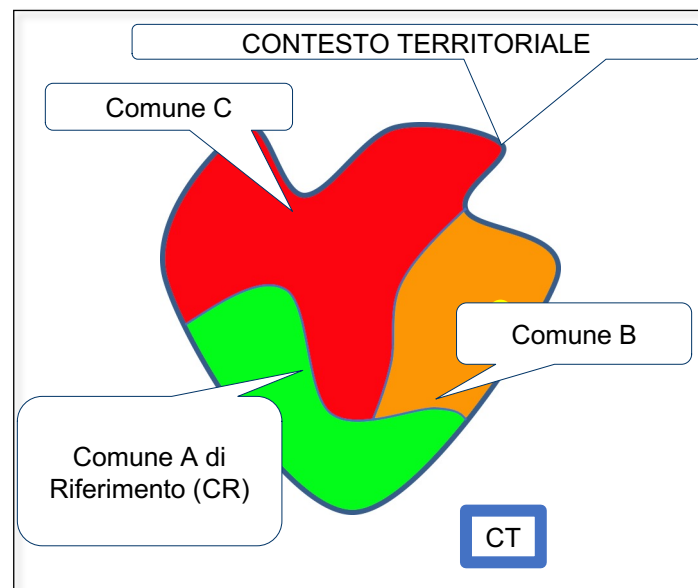 CONTESTO TERRITORIALE
Comune C
Comune B
Comune A di
Riferimento (CR)
CT